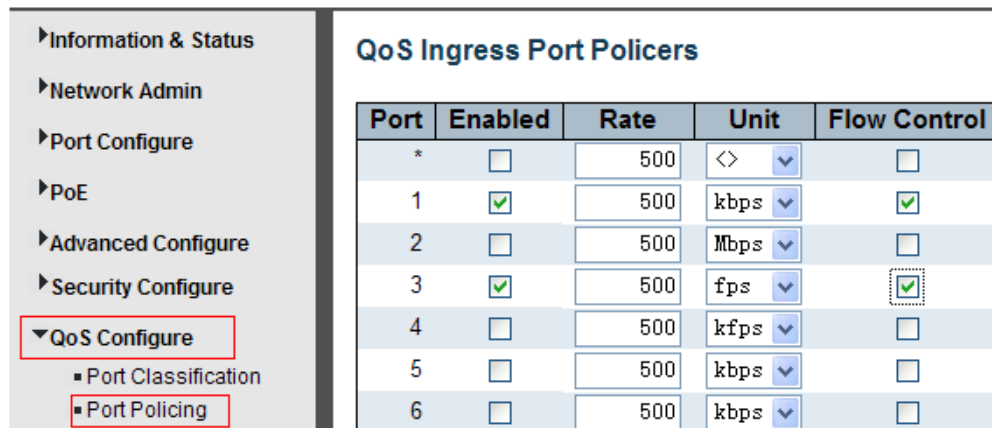 Information & Status
Network Admin
Port Configure
PoE
Advanced Configure
Security Configure
QoS Configure
Port Classification
Port Policing
QoS Ingress Port Policers
Port Enabled Rate Unit Flow Control
* 500 <>
1 500 kbps
2 500 Mbps
3 500 fps
4 500 kfps
5 500 kbps
6 500 kbps